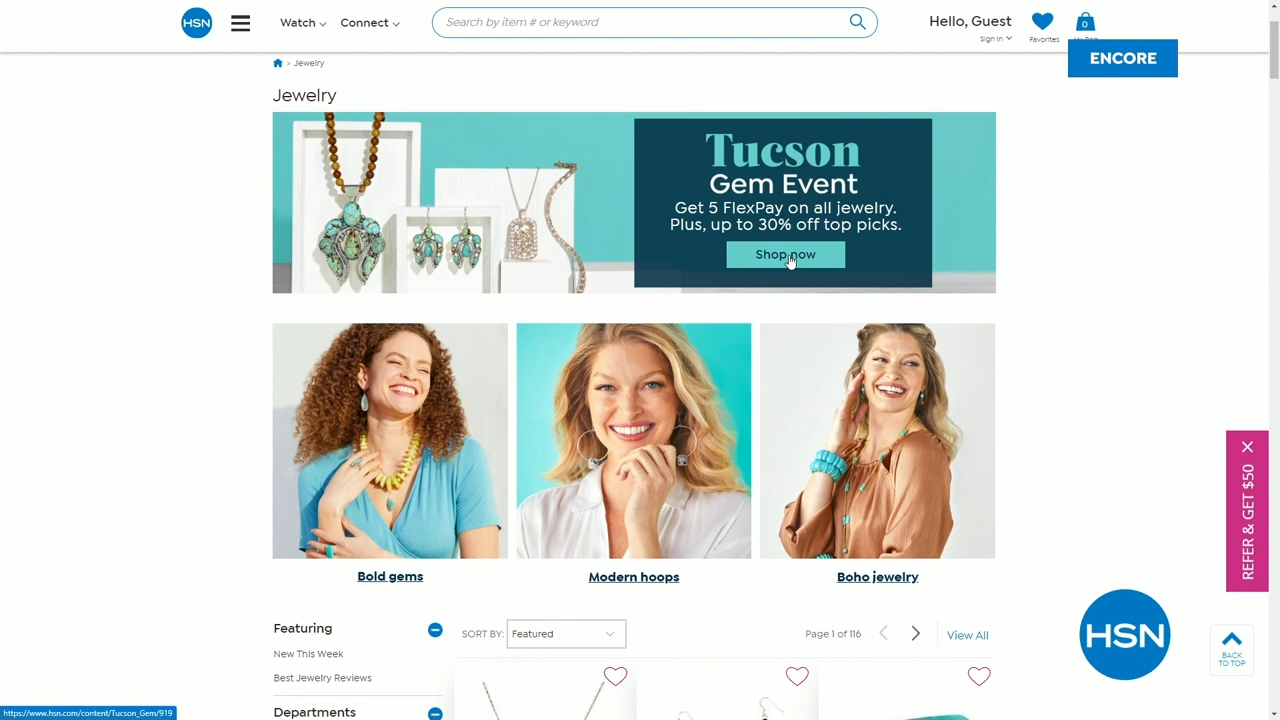 HSN
Watch
Connect
Search by item # or keyword
Hello, Guest
Sign In
Favorites
0
ENCORE
> Jewelry
Jewelry
Tucson
Gem Event
Get 5 FlexPay on all jewelry.
Plus, up to 30% off top picks.
Shop now
Bold gems
Modern hoops
Boho jewelry
REFER & GET $50
Featuring
SORT BY:
Featured
Page 1 of 116
View All
New This Week
Best Jewelry Reviews
Departments
HSN
BACK
TO TOP
https://www.hsn.com/content/Tucson_Gem/919